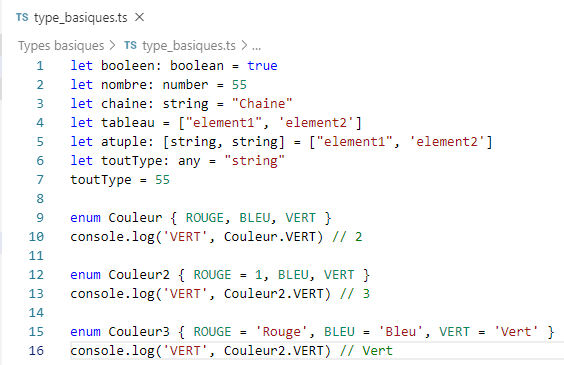 TS type_basiques.ts ×
Types basiques > TS type_basiques.ts > ...
1 let booleen: boolean = true
2 let nombre: number = 55
3 let chaine: string = "Chaine"
4 let tableau = ["element1", 'element2']
5 let atuple: [string, string] = ["element1", 'element2']
6 let toutType: any = "string"
7 toutType = 55
8
9 enum Couleur { ROUGE, BLEU, VERT }
10 console.log('VERT', Couleur.VERT) // 2
11
12 enum Couleur2 { ROUGE = 1, BLEU, VERT }
13 console.log('VERT', Couleur2.VERT) // 3
14
15 enum Couleur3 { ROUGE = 'Rouge', BLEU = 'Bleu', VERT = 'Vert' }
16 console.log('VERT', Couleur2.VERT) // Vert